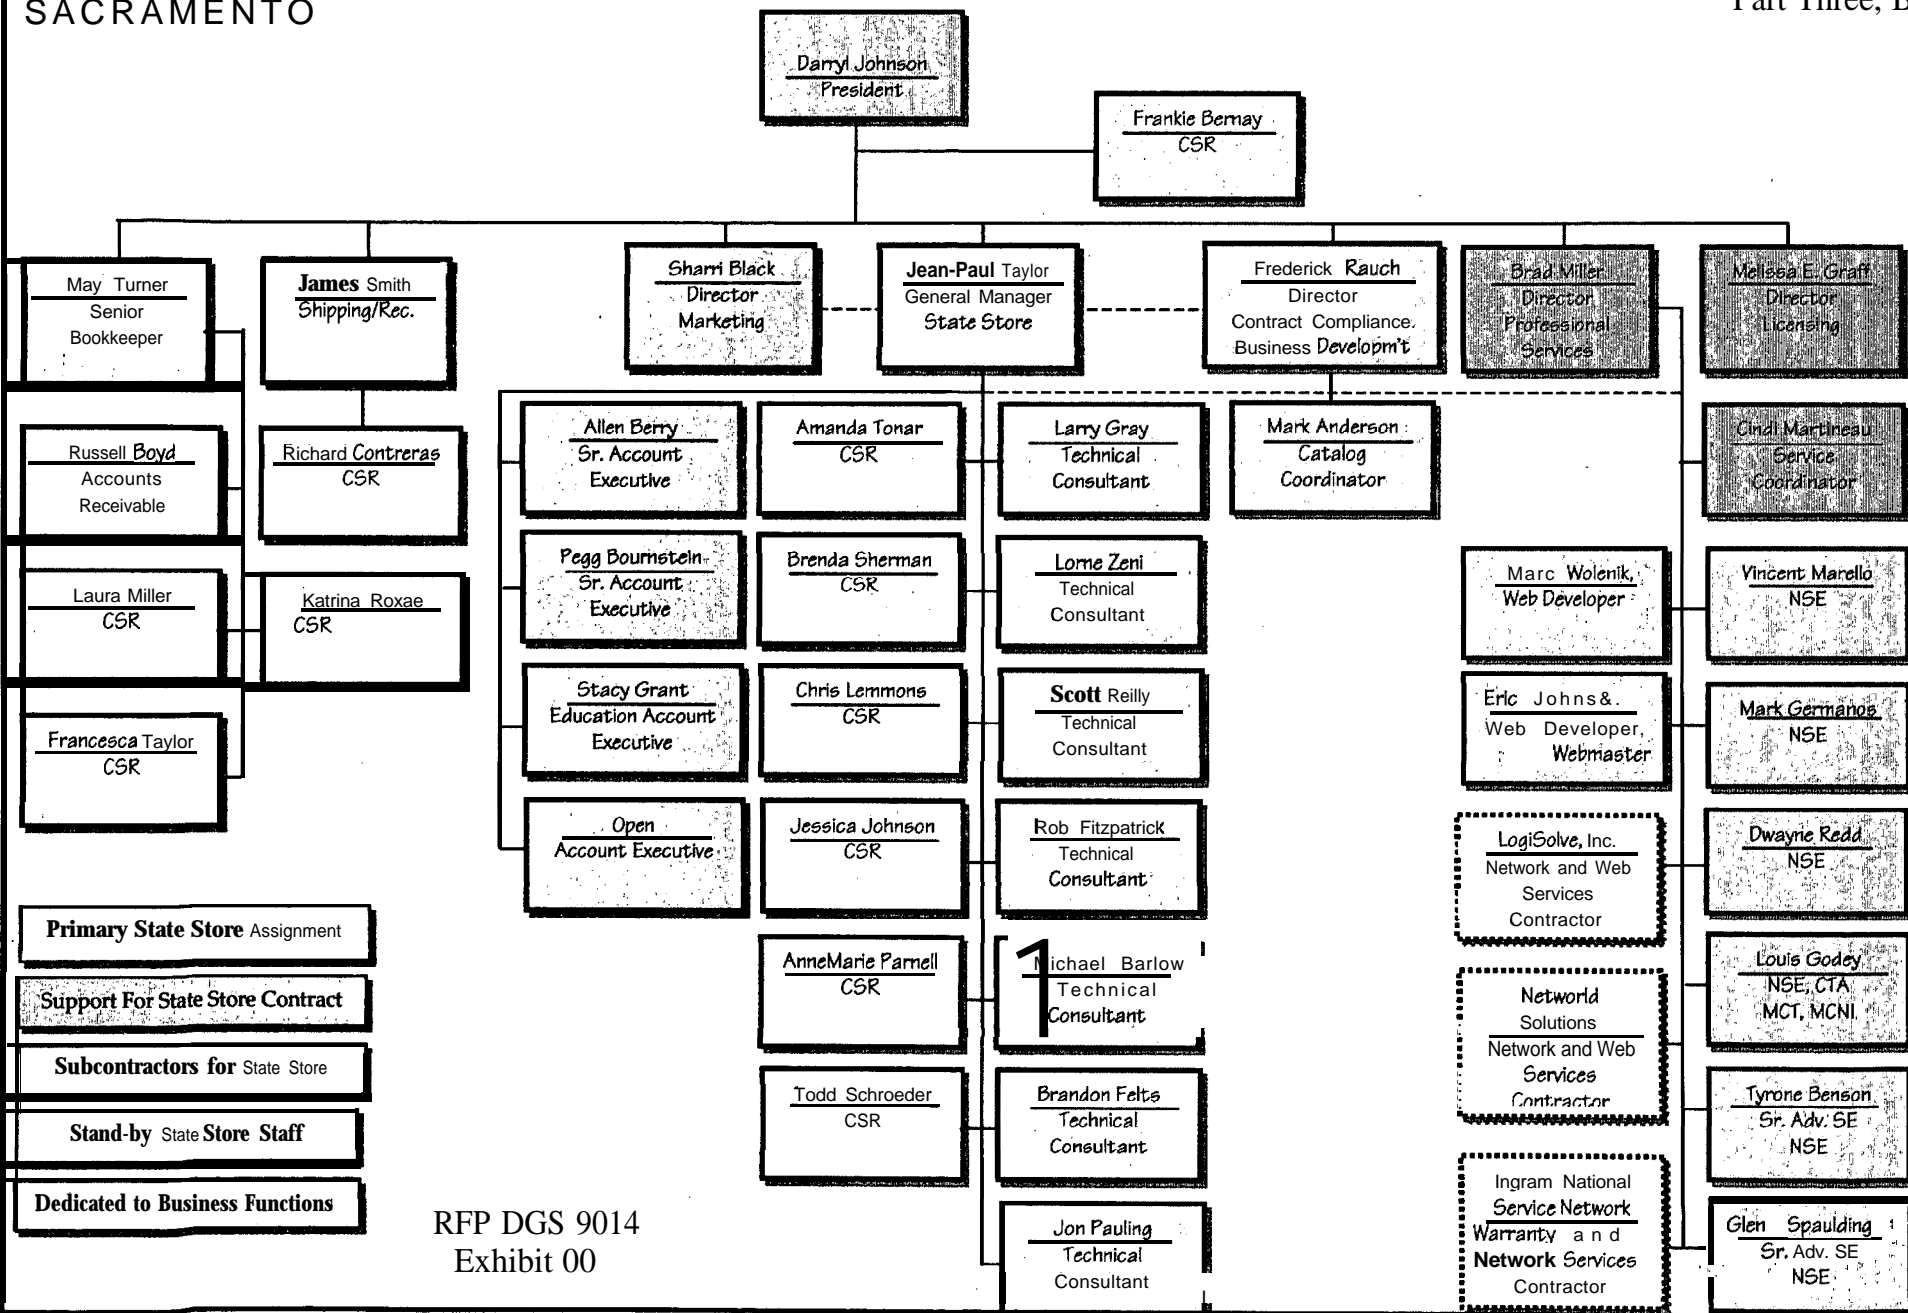 SACRAMENTO
Part Three, B
Darryl Johnson
President
Frankie Bernay
CSR
May Turner
Senior
Bookkeeper
James Smith
Shipping/Rec.
Sharri Black
Director
Marketing
Jean-Paul Taylor
General Manager
State Store
Frederick Rauch
Director
Contract Compliance.
Business Developm't
Brad Miller
Director
Professional
Services
Melissa E. Graff
Director
Licensing
Russell Boyd
Accounts
Receivable
Richard Contreras
CSR
Allen Berry
Sr. Account
Executive
Amanda Tonar
CSR
Larry Gray
Technical
Consultant
Mark Anderson
Catalog
Coordinator
Cindi Martineau
Service
Coordinator
Laura Miller
CSR
Katrina Roxae
CSR
Pegg Bournstein
Sr. Account
Executive
Brenda Sherman
CSR
Lorne Zeni
Technical
Consultant
Marc Wolenik,
Web Developer
Vincent Marello
NSE
Francesca Taylor
CSR
Stacy Grant
Education Account
Executive
Chris Lemmons
CSR
Scott Reilly
Technical
Consultant
Eric Johns&.
Web Developer,
Webmaster
Mark Germanos
NSE
Open
Account Executive
Jessica Johnson
CSR
Rob Fitzpatrick
Technical
Consultant
LogiSolve, Inc.
Network and Web
Services
Contractor
Dwayne Redd
NSE
AnneMarie Parnell
CSR
1
Michael Barlow
Technical
Consultant
Networld
Solutions
Network and Web
Services
Contractor
Louis Godey
NSE, CTA
MCT, MCNI
Todd Schroeder
CSR
Brandon Felts
Technical
Consultant
Tyrone Benson
Sr. Adv. SE
NSE
Jon Pauling
Technical
Consultant
Ingram National
Service Network
Warranty and
Network Services
Contractor
Glen Spaulding
Sr. Adv. SE
NSE
Primary State Store Assignment
Support For State Store Contract
Subcontractors for State Store
Stand-by State Store Staff
Dedicated to Business Functions
RFP DGS 9014
Exhibit 00